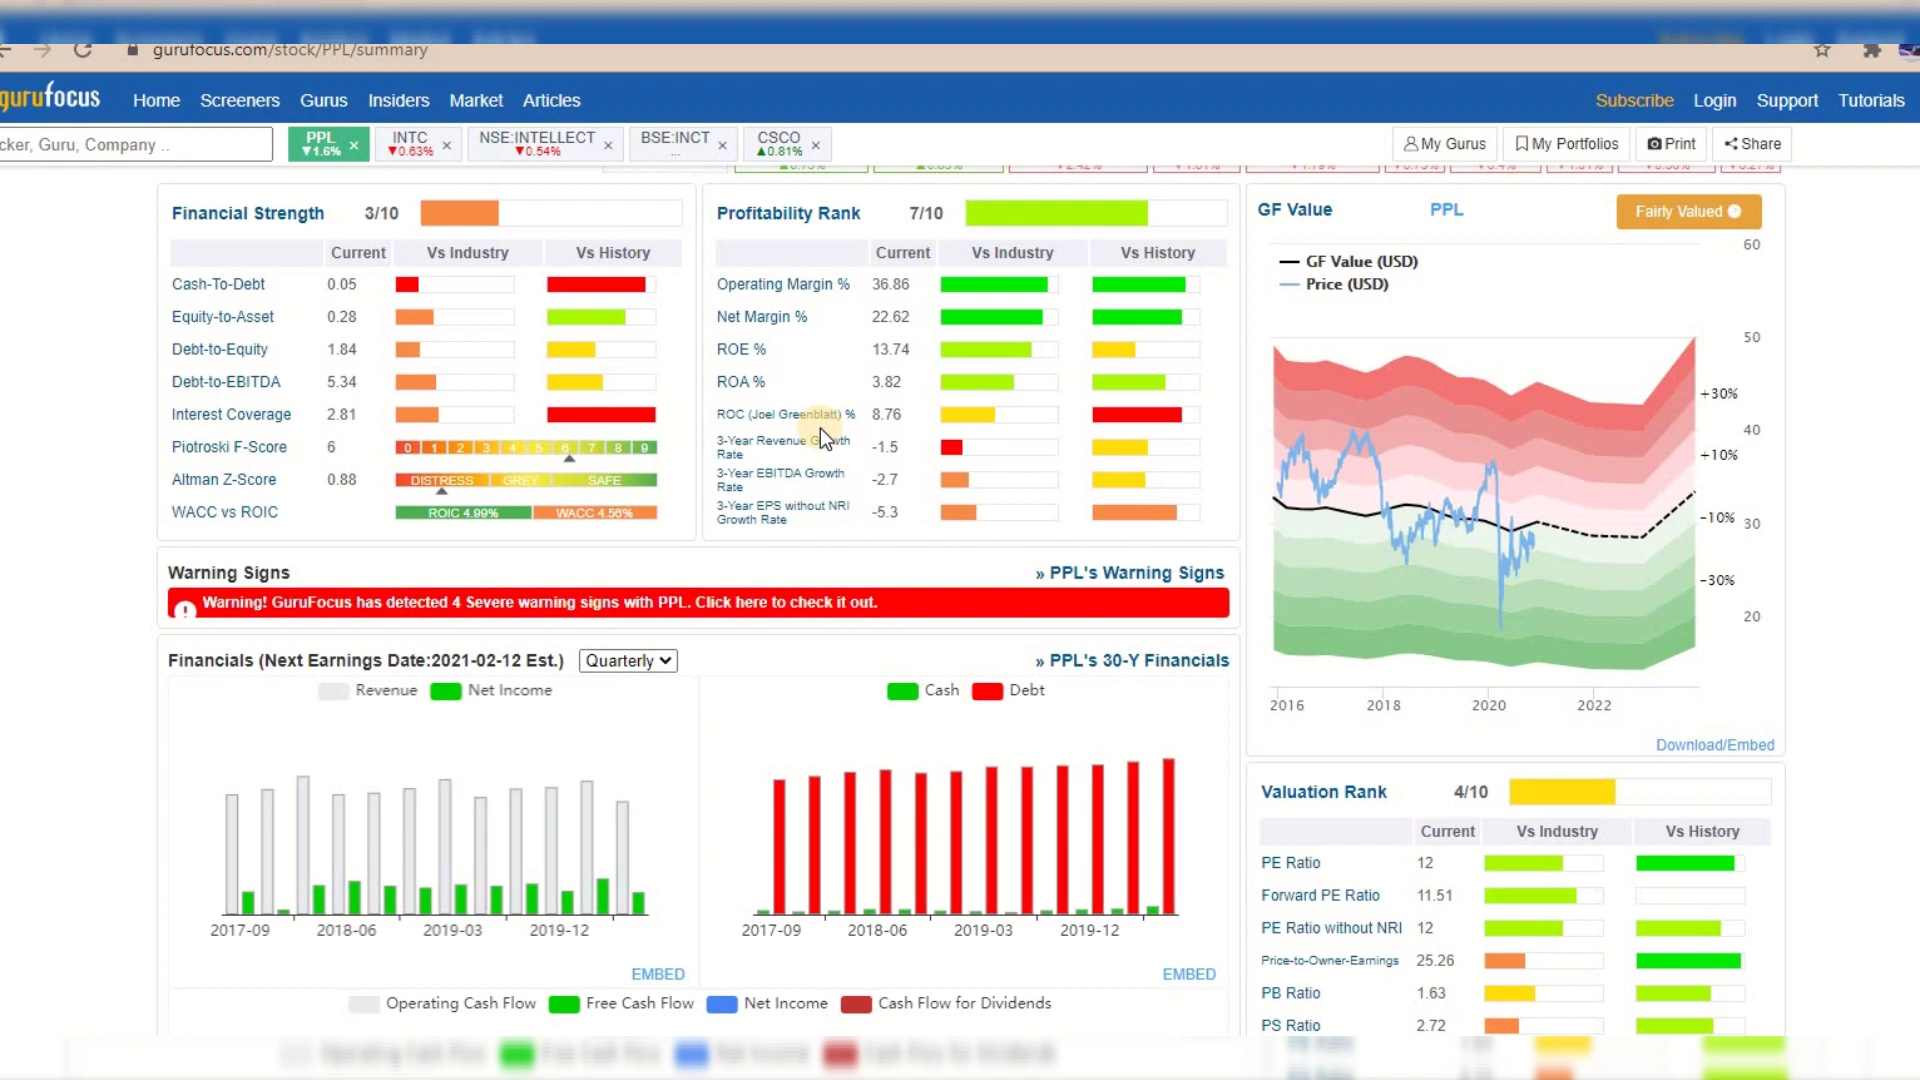 gurufocus.com/stock/PPL/summary
gurufocus Home Screeners Gurus Insiders Market Articles Subscribe Login Support Tutorials
cker, Guru, Company .. PPL ▼1.6% × INTC ▼0.63% × NSE:INTELLECT ▼0.54% × BSE:INCT ... × CSCO ▲0.81% × My Gurus My Portfolios Print Share
Financial Strength 3/10
Current Vs Industry Vs History
Cash-To-Debt 0.05
Equity-to-Asset 0.28
Debt-to-Equity 1.84
Debt-to-EBITDA 5.34
Interest Coverage 2.81
Piotroski F-Score 6 0 1 2 3 4 5 6 7 8 9
Altman Z-Score 0.88 DISTRESS GREY SAFE
WACC vs ROIC ROIC 4.99% WACC 4.56%
Profitability Rank 7/10
Current Vs Industry Vs History
Operating Margin % 36.86
Net Margin % 22.62
ROE % 13.74
ROA % 3.82
ROC (Joel Greenblatt) % 8.76
3-Year Revenue Growth
Rate -1.5
3-Year EBITDA Growth
Rate -2.7
3-Year EPS without NRI
Growth Rate -5.3
GF Value PPL Fairly Valued
GF Value (USD)
Price (USD)
60
50
+30%
40
+10%
-10% 30
-30%
20
2016 2018 2020 2022
Download/Embed
Warning Signs » PPL's Warning Signs
Warning! GuruFocus has detected 4 Severe warning signs with PPL. Click here to check it out.
Financials (Next Earnings Date:2021-02-12 Est.) Quarterly » PPL's 30-Y Financials
Revenue Net Income
2017-09 2018-06 2019-03 2019-12
EMBED
Cash Debt
2017-09 2018-06 2019-03 2019-12
EMBED
Operating Cash Flow Free Cash Flow Net Income Cash Flow for Dividends
Valuation Rank 4/10
Current Vs Industry Vs History
PE Ratio 12
Forward PE Ratio 11.51
PE Ratio without NRI 12
Price-to-Owner-Earnings 25.26
PB Ratio 1.63
PS Ratio 2.72